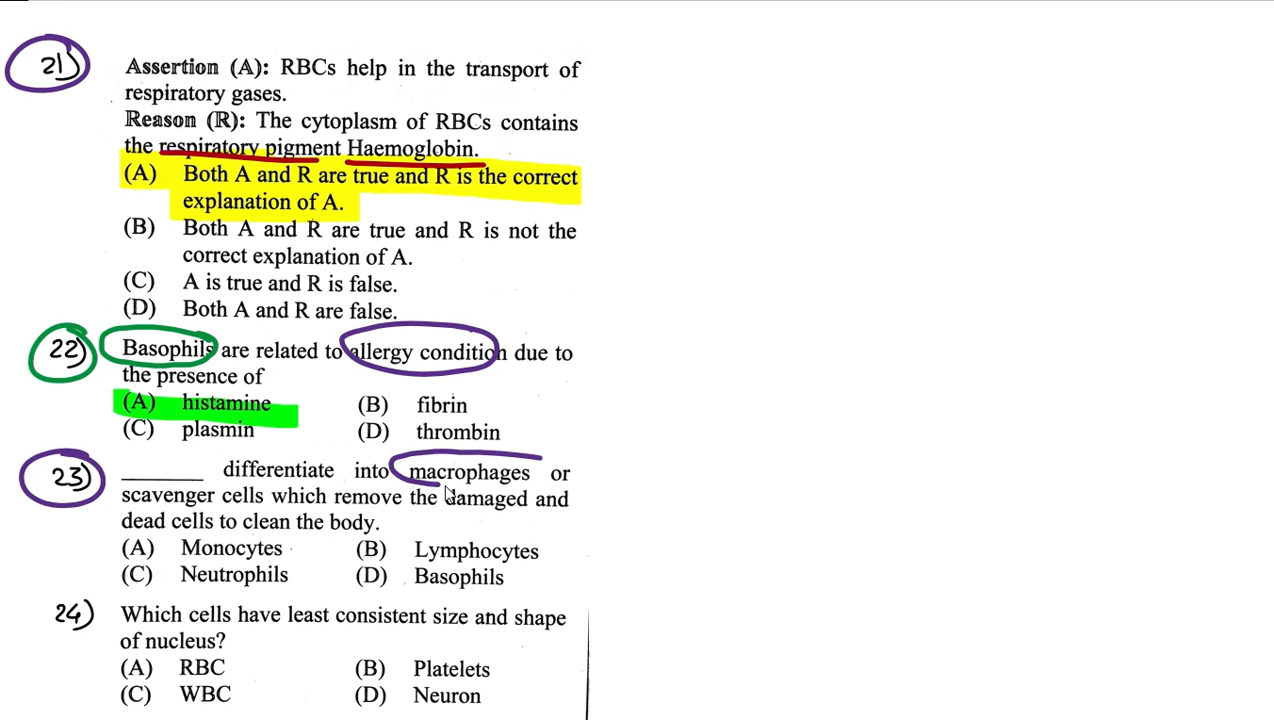 21)
Assertion (A): RBCs help in the transport of
respiratory gases.
Reason (R): The cytoplasm of RBCs contains
the respiratory pigment Haemoglobin.
(A) Both A and R are true and R is the correct
explanation of A.
(B) Both A and R are true and R is not the
correct explanation of A.
(C) A is true and R is false.
(D) Both A and R are false.
22) Basophils are related to allergy condition due to
the presence of
(A) histamine (B) fibrin
(C) plasmin (D) thrombin
23) ________ differentiate into macrophages or
scavenger cells which remove the damaged and
dead cells to clean the body.
(A) Monocytes (B) Lymphocytes
(C) Neutrophils (D) Basophils
24) Which cells have least consistent size and shape
of nucleus?
(A) RBC (B) Platelets
(C) WBC (D) Neuron